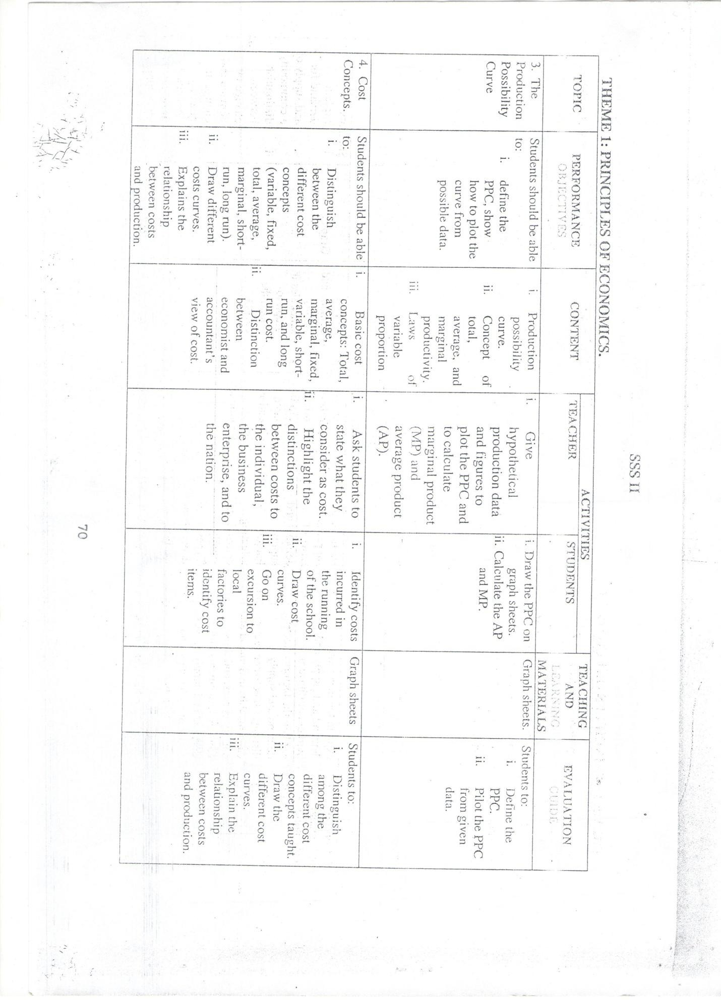 SSS II
THEME 1: PRINCIPLES OF ECONOMICS.
TOPIC
PERFORMANCE
OBJECTIVES
CONTENT
ACTIVITIES
TEACHER
STUDENTS
TEACHING
AND
LEARNING
MATERIALS
EVALUATION
GUIDE
3. The
Production
Possibility
Curve
Students should be able
to:
i. define the
PPC, show
how to plot the
curve from
possible data.
i. Production
possibility
curve.
ii. Concept of
total,
average, and
marginal
productivity.
iii. Laws of
variable
proportion
i. Give
hypothetical
production data
and figures to
plot the PPC and
to calculate
marginal product
(MP) and
average product
(AP).
i. Draw the PPC on
graph sheets.
ii. Calculate the AP
and MP.
Graph sheets.
Students to:
i. Define the
PPC.
ii. Pilot the PPC
from given
data.
4. Cost
Concepts.
Students should be able
to:
i. Distinguish
between the
different cost
concepts
(variable, fixed,
total, average,
marginal, short-
run, long run).
ii. Draw different
costs curves.
iii. Explains the
relationship
between costs
and production.
i. Basic cost
concepts: Total,
average,
marginal, fixed,
variable, short-
run, and long
run cost.
ii. Distinction
between
economist and
accountant's
view of cost.
i. Ask students to
state what they
consider as cost.
ii. Highlight the
distinctions
between costs to
the individual,
the business
enterprise, and to
the nation.
i. Identify costs
incurred in
the running
of the school.
ii. Draw cost
curves.
iii. Go on
excursion to
local
factories to
identify cost
items.
Graph sheets
Students to:
i. Distinguish
among the
different cost
concepts taught.
ii. Draw the
different cost
curves.
iii. Explain the
relationship
between costs
and production.
70